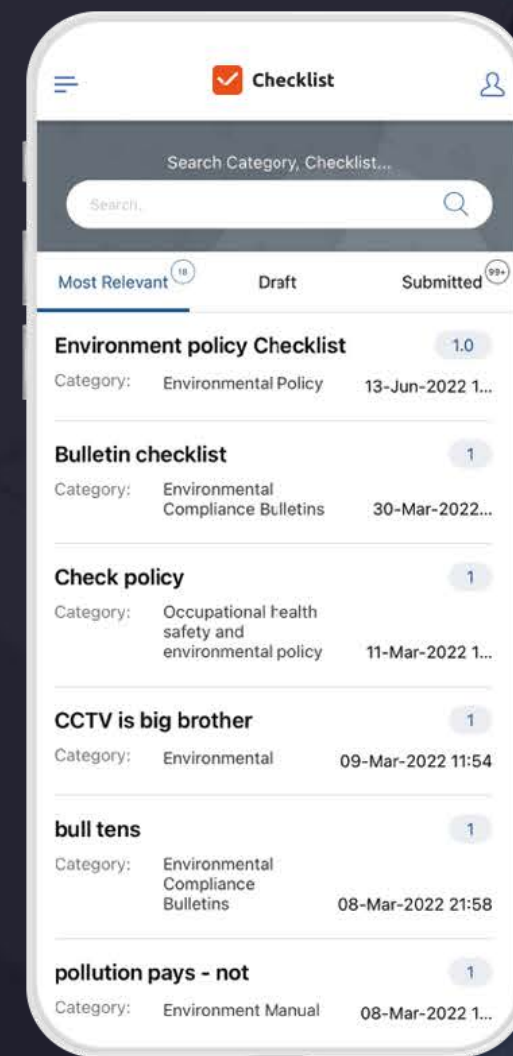 Checklist
Search Category, Checklist...
Search..
Most Relevant 18 Draft Submitted 99+
Environment policy Checklist 1.0
Category: Environmental Policy 13-Jun-2022 1...
Bulletin checklist 1
Category: Environmental
Compliance Bulletins 30-Mar-2022...
Check policy 1
Category: Occupational health
safety and
environmental policy 11-Mar-2022 1...
CCTV is big brother 1
Category: Environmental 09-Mar-2022 11:54
bull tens 1
Category: Environmental
Compliance
Bulletins 08-Mar-2022 21:58
pollution pays - not 1
Category: Environment Manual 08-Mar-2022 1...